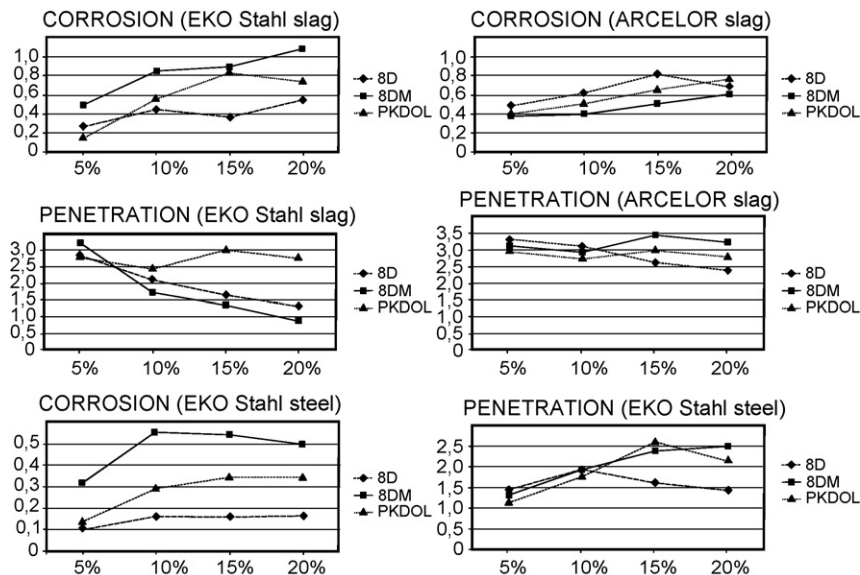 CORROSION (EKO Stahl slag)
1,0
0,8
0,6
0,4
0,2
0
5% 10% 15% 20%
8D
8DM
PKDOL
CORROSION (ARCELOR slag)
1,0
0,8
0,6
0,4
0,2
0
5% 10% 15% 20%
8D
8DM
PKDOL
PENETRATION (EKO Stahl slag)
3,0
2,5
2,0
1,5
1,0
0,5
0
5% 10% 15% 20%
8D
8DM
PKDOL
PENETRATION (ARCELOR slag)
3,5
3,0
2,5
2,0
1,5
1,0
0,5
0
5% 10% 15% 20%
8D
8DM
PKDOL
CORROSION (EKO Stahl steel)
0,5
0,4
0,3
0,2
0,1
0
5% 10% 15% 20%
8D
8DM
PKDOL
PENETRATION (EKO Stahl steel)
2,5
2,0
1,5
1,0
0,5
0
5% 10% 15% 20%
8D
8DM
PKDOL